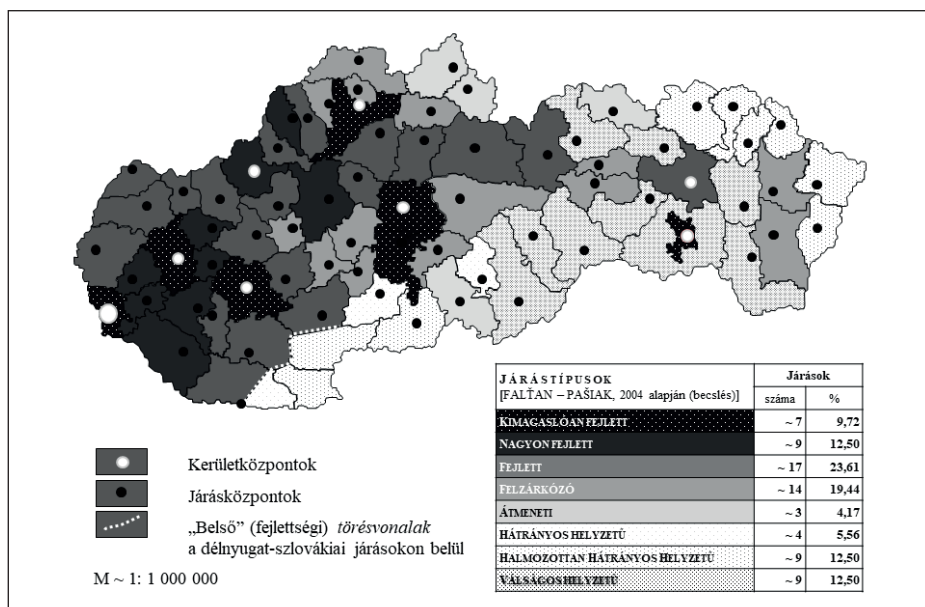 JÁRÁSTÍPUSOK
[FALŤAN – PAŠIAK, 2004 alapján (becslés)]
Járások
száma %
KIMAGASLÓAN FEJLETT ~ 7 9,72
NAGYON FEJLETT ~ 9 12,50
FEJLETT ~ 17 23,61
FELZÁRKÓZÓ ~ 14 19,44
ÁTMENETI ~ 3 4,17
HÁTRÁNYOS HELYZETŰ ~ 4 5,56
HALMOZOTTAN HÁTRÁNYOS HELYZETŰ ~ 9 12,50
VÁLSÁGOS HELYZETŰ ~ 9 12,50
Kerületközpontok
Járásközpontok
„Belső” (fejlettségi) törésvonalak
a délnyugat-szlovákiai járásokon belül
M ~ 1: 1 000 000